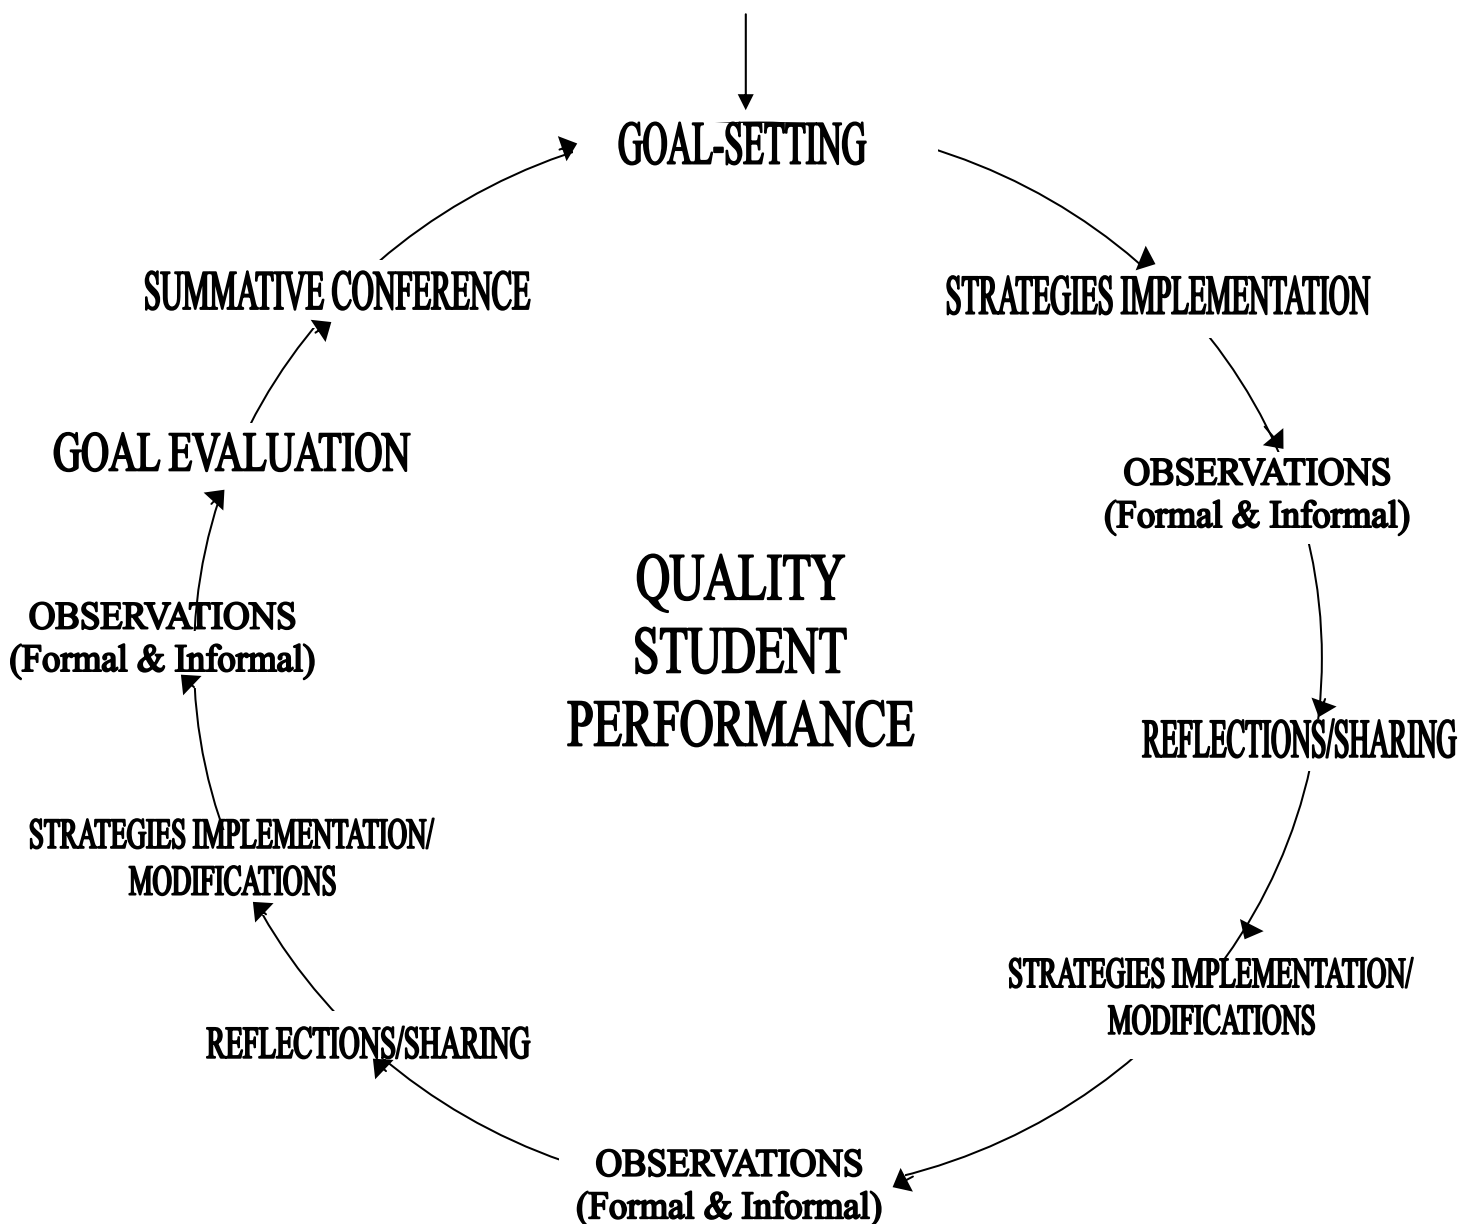 GOAL-SETTING
STRATEGIES IMPLEMENTATION
OBSERVATIONS
(Formal & Informal)
REFLECTIONS/SHARING
STRATEGIES IMPLEMENTATION/
MODIFICATIONS
OBSERVATIONS
(Formal & Informal)
REFLECTIONS/SHARING
STRATEGIES IMPLEMENTATION/
MODIFICATIONS
OBSERVATIONS
(Formal & Informal)
GOAL EVALUATION
SUMMATIVE CONFERENCE
QUALITY
STUDENT
PERFORMANCE